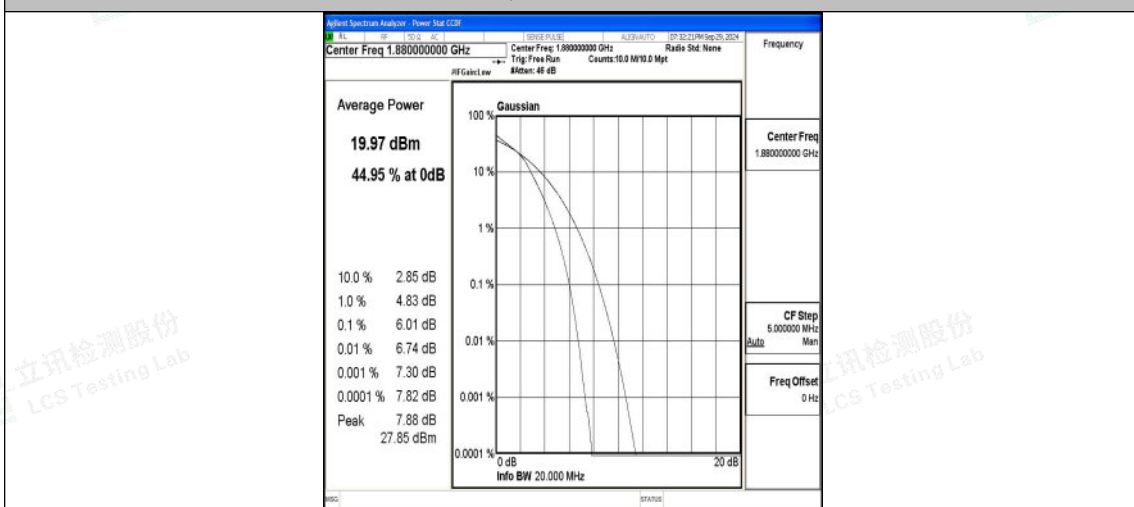 Agilent Spectrum Analyzer - Power Stat CCDF
RL RF 50 Ω AC SENSE:PULSE ALIGNAUTO 07:32:21 PM Sep 29, 2024
Center Freq 1.880000000 GHz
Center Freq: 1.880000000 GHz Radio Std: None
Trig: Free Run Counts:10.0 M/10.0 Mpt
#IFGain:Low #Atten: 46 dB
Frequency
Average Power
19.97 dBm
44.95 % at 0dB
10.0 % 2.85 dB
1.0 % 4.83 dB
0.1 % 6.01 dB
0.01 % 6.74 dB
0.001 % 7.30 dB
0.0001 % 7.82 dB
Peak 7.88 dB
27.85 dBm
Gaussian
100 %
10 %
1 %
0.1 %
0.01 %
0.001 %
0.0001 %
0 dB 20 dB
Info BW 20.000 MHz
Center Freq
1.880000000 GHz
CF Step
5.000000 MHz
Auto Man
Freq Offset
0 Hz
MSG STATUS
立讯检测股份
LCS Testing Lab
立讯检测股份
LCS Testing Lab